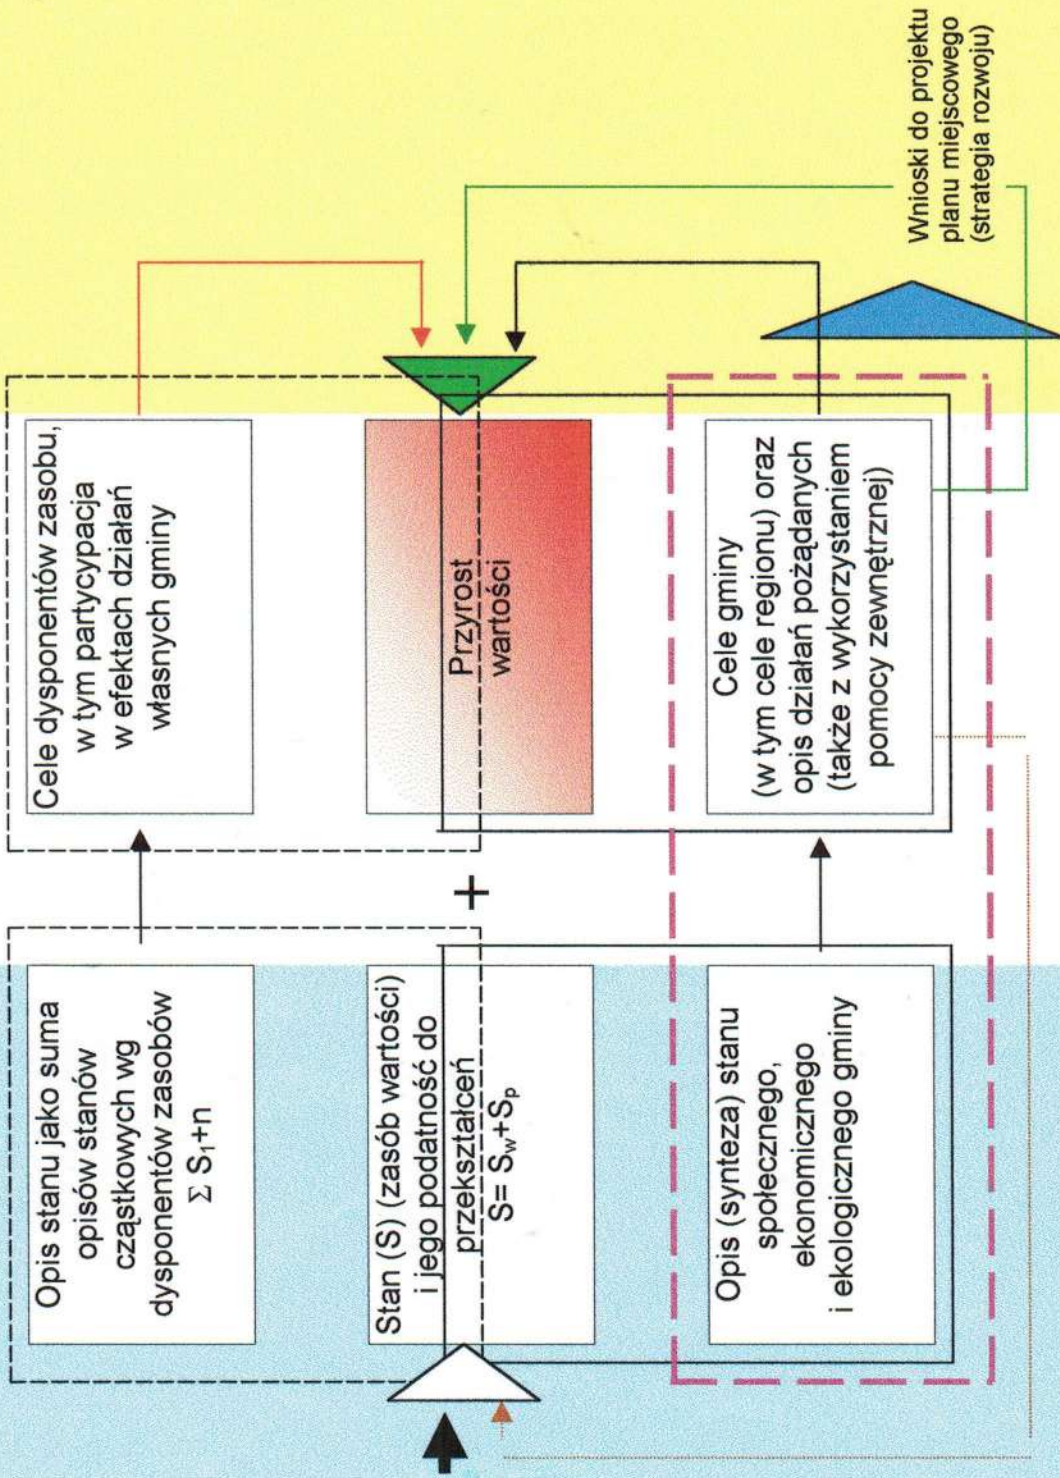 Opis stanu jako suma
opisów stanów
cząstkowych wg
dysponentów zasobów
Σ S₁+n
Cele dysponentów zasobu,
w tym partycypacja
w efektach działań
własnych gminy
Stan (S) (zasób wartości)
i jego podatność do
przekształceń
S= Sw+Sp
+
Przyrost
wartości
Opis (synteza) stanu
społecznego,
ekonomicznego
i ekologicznego gminy
Cele gminy
(w tym cele regionu) oraz
opis działań pożądanych
(także z wykorzystaniem
pomocy zewnętrznej)
Wnioski do projektu
planu miejscowego
(strategia rozwoju)